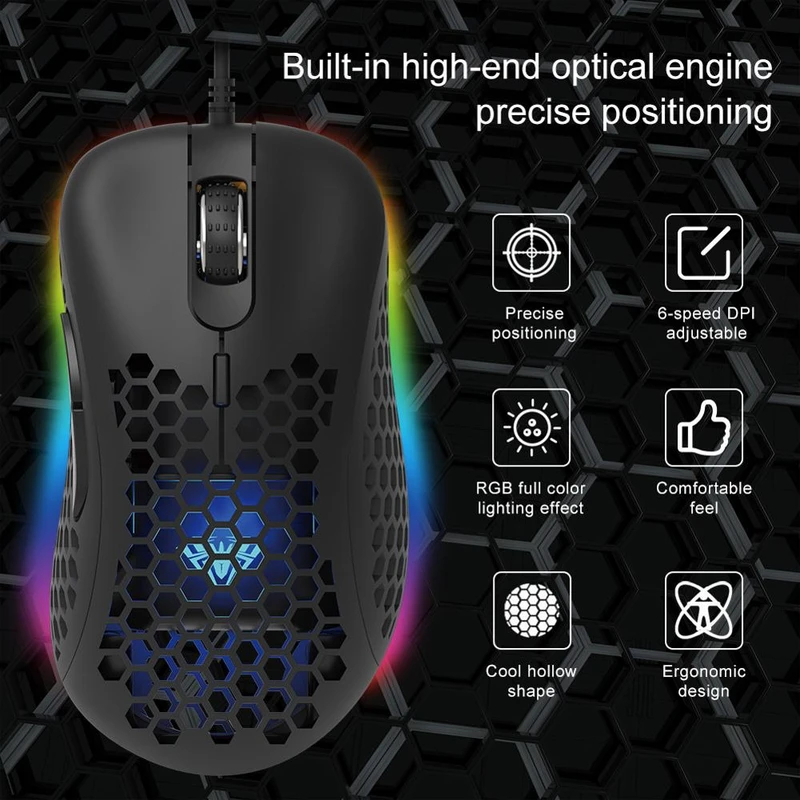 Built-in high-end optical engine
precise positioning
Precise
positioning
6-speed DPI
adjustable
RGB full color
lighting effect
Comfortable
feel
Cool hollow
shape
Ergonomic
design